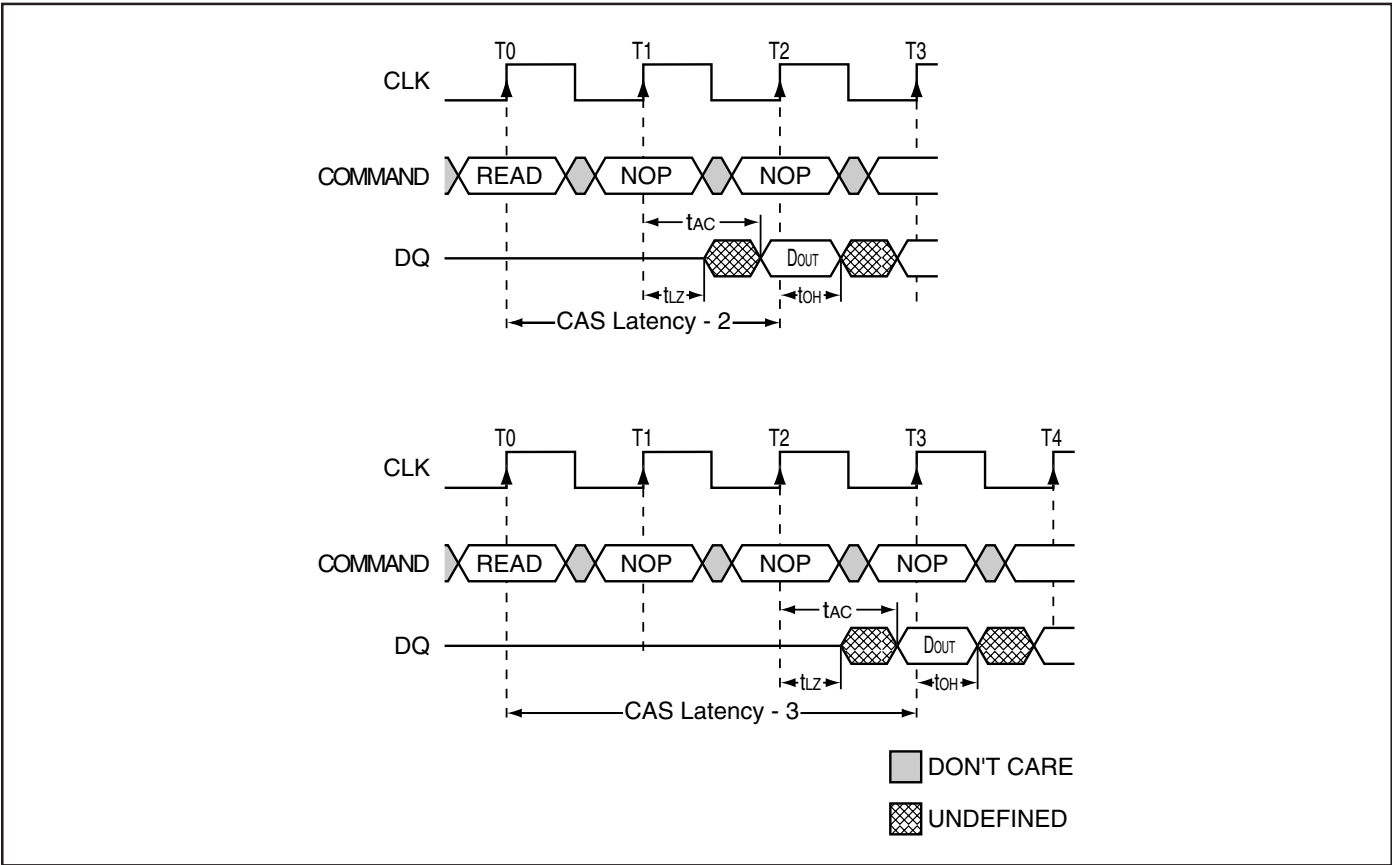 T0 T1 T2 T3
CLK
COMMAND READ NOP NOP
tAC
DQ DOUT
tLZ tOH
CAS Latency - 2
T0 T1 T2 T3 T4
CLK
COMMAND READ NOP NOP NOP
tAC
DQ DOUT
tLZ tOH
CAS Latency - 3
DON'T CARE
UNDEFINED